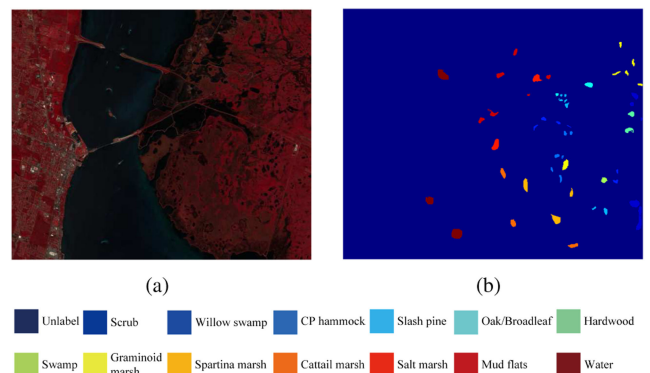 (a) (b)
Unlabel Scrub Willow swamp CP hammock Slash pine Oak/Broadleaf Hardwood
Swamp Graminoid marsh Spartina marsh Cattail marsh Salt marsh Mud flats Water